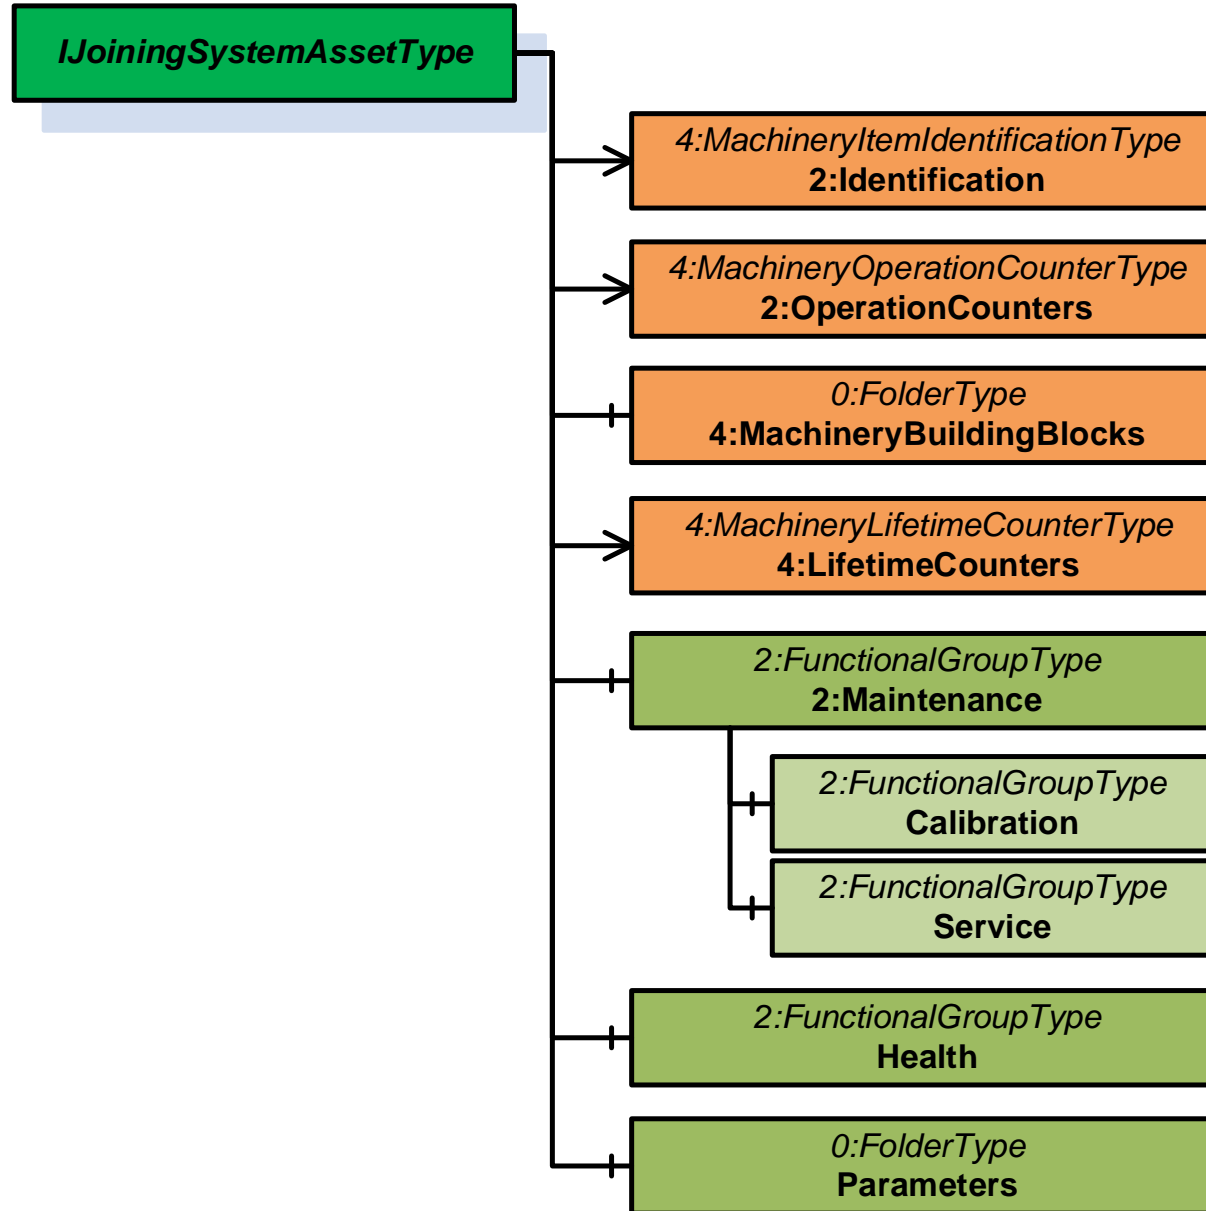 IJoiningSystemAssetType
4:MachineryItemIdentificationType
2:Identification
4:MachineryOperationCounterType
2:OperationCounters
0:FolderType
4:MachineryBuildingBlocks
4:MachineryLifetimeCounterType
4:LifetimeCounters
2:FunctionalGroupType
2:Maintenance
2:FunctionalGroupType
Calibration
2:FunctionalGroupType
Service
2:FunctionalGroupType
Health
0:FolderType
Parameters